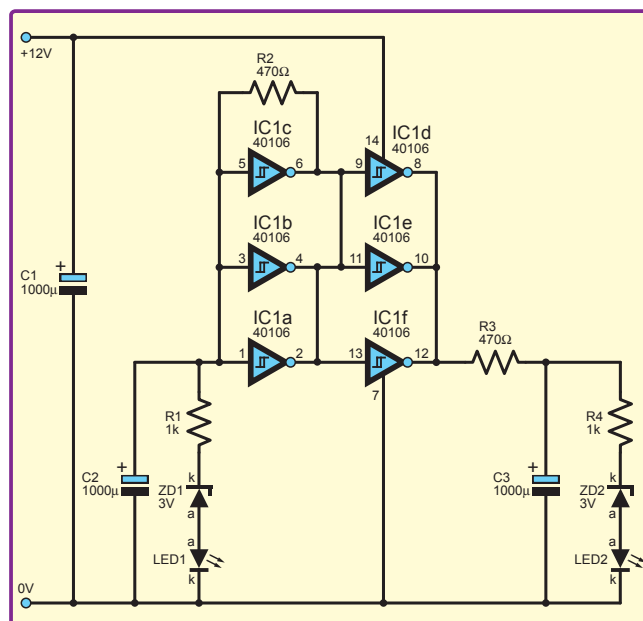 +12V
R2
470Ω
IC1c
40106
5
6
IC1d
40106
14
9
8
IC1b
40106
3
4
IC1e
40106
11
10
C1
+
1000µ
IC1a
40106
1
2
IC1f
40106
13
12
7
R3
470Ω
R1
1k
R4
1k
C2
+
1000µ
k
ZD1
3V
a
a
LED1
k
C3
+
1000µ
k
ZD2
3V
a
a
LED2
k
0V